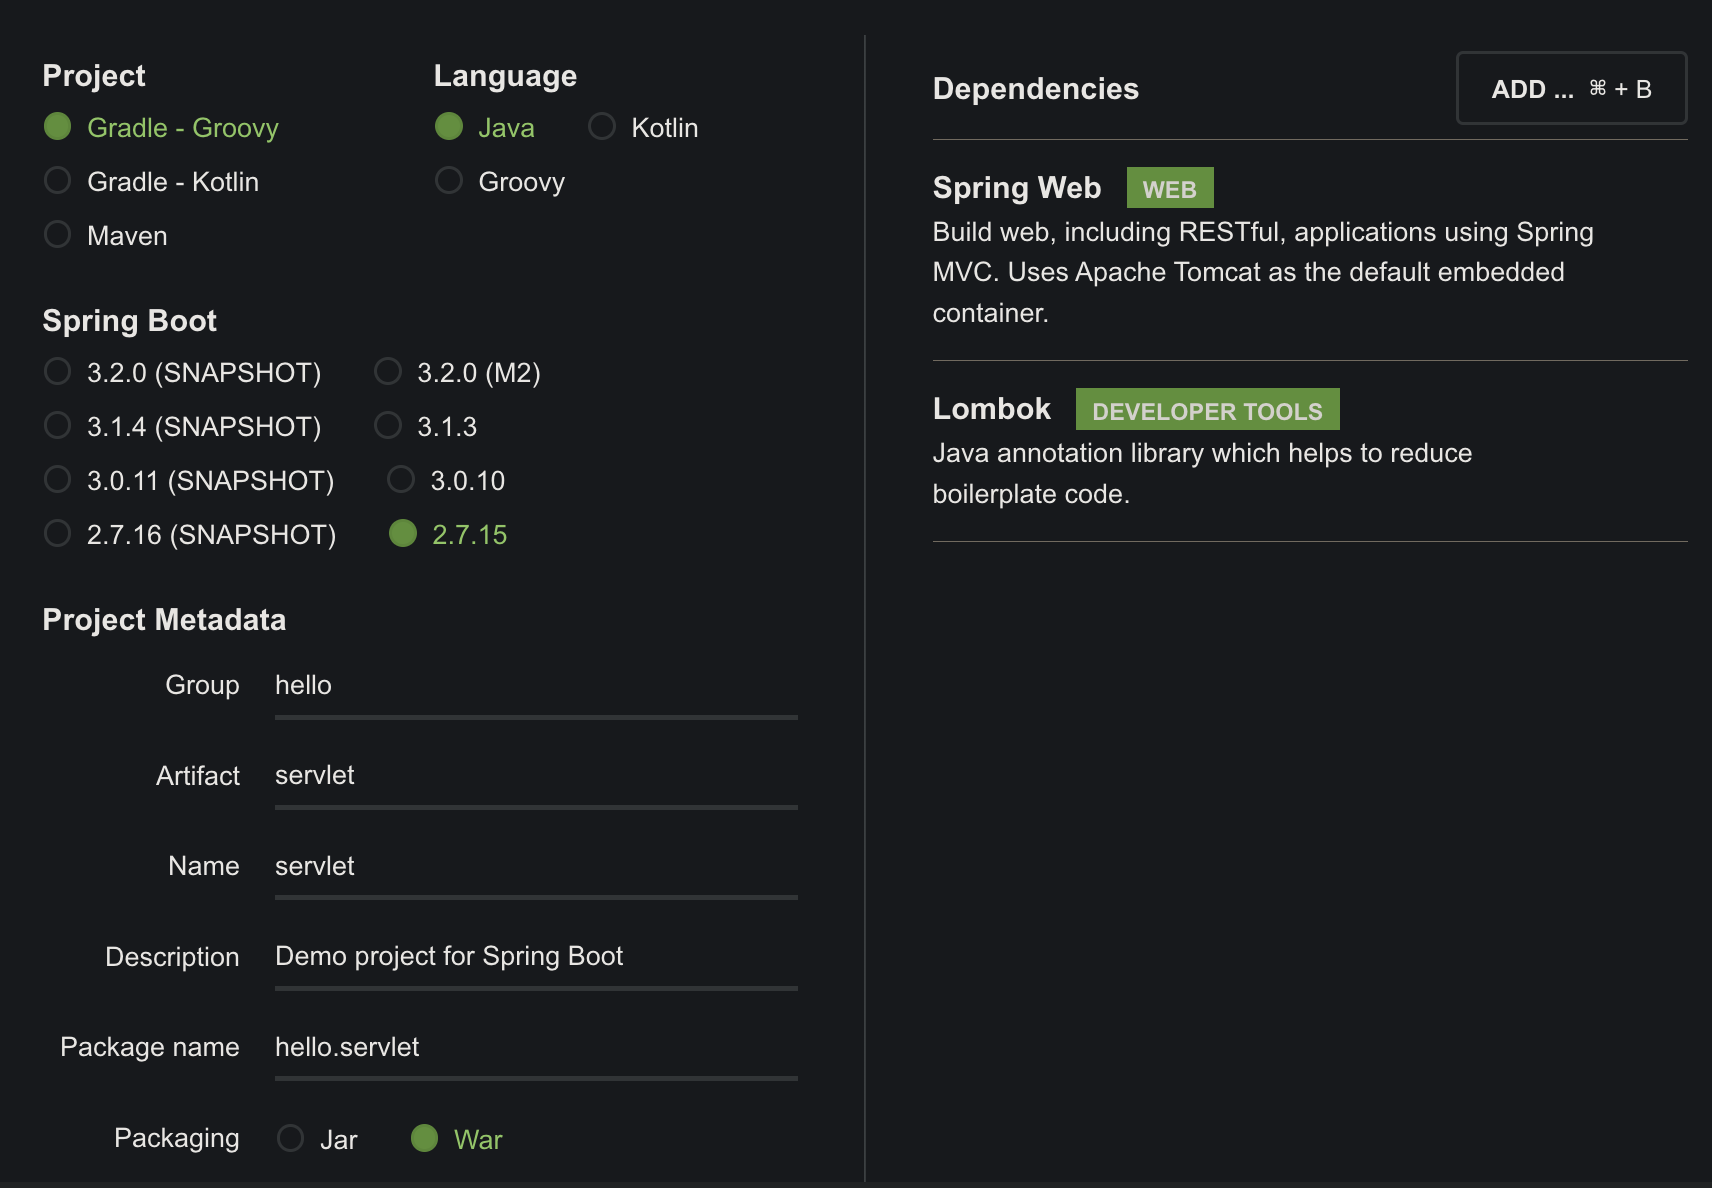 Project
Language
Gradle - Groovy
Java
Kotlin
Gradle - Kotlin
Groovy
Maven
Spring Boot
3.2.0 (SNAPSHOT)
3.2.0 (M2)
3.1.4 (SNAPSHOT)
3.1.3
3.0.11 (SNAPSHOT)
3.0.10
2.7.16 (SNAPSHOT)
2.7.15
Project Metadata
Group hello
Artifact servlet
Name servlet
Description Demo project for Spring Boot
Package name hello.servlet
Packaging Jar War
Dependencies
ADD ... ⌘ + B
Spring Web WEB
Build web, including RESTful, applications using Spring
MVC. Uses Apache Tomcat as the default embedded
container.
Lombok DEVELOPER TOOLS
Java annotation library which helps to reduce
boilerplate code.